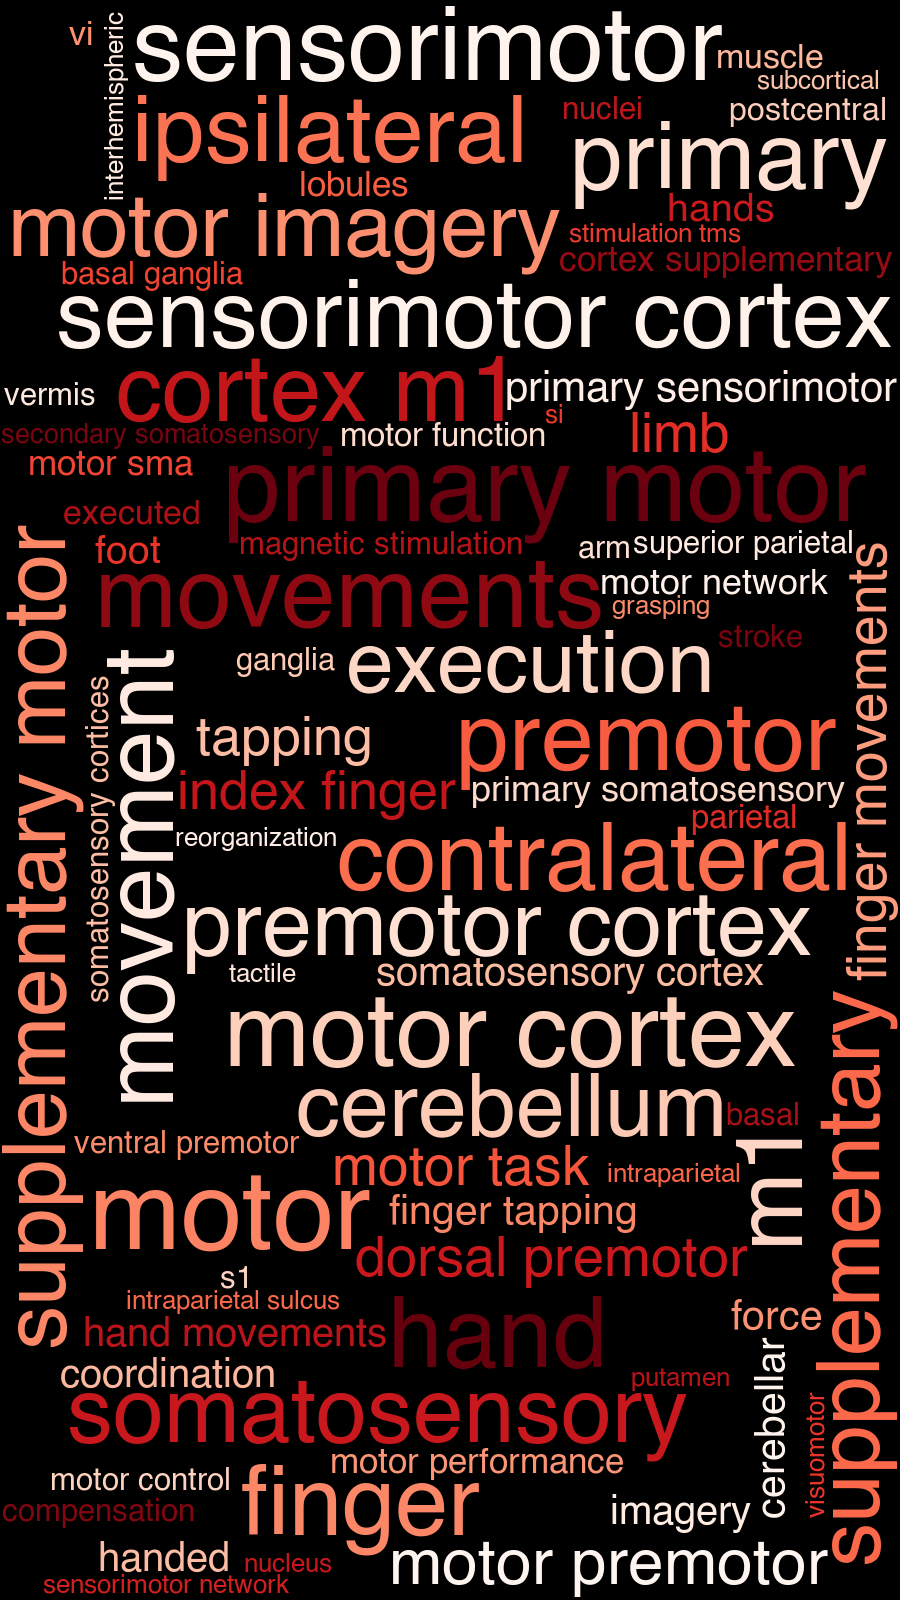 vi
interhemispheric
sensorimotor
muscle
subcortical
ipsilateral
nuclei
postcentral
primary
lobules
motor imagery
hands
stimulation tms
cortex supplementary
basal ganglia
sensorimotor cortex
vermis
cortex m1
primary sensorimotor
si
secondary somatosensory
motor function
limb
motor sma
primary motor
executed
foot
magnetic stimulation
arm
superior parietal
movements
motor network
grasping
stroke
ganglia
execution
supplementary motor
somatosensory cortices
movement
finger movements
tapping
premotor
index finger
primary somatosensory
parietal
reorganization
contralateral
premotor cortex
tactile
somatosensory cortex
motor cortex
cerebellum
basal
ventral premotor
motor task
intraparietal
m1
supplementary
motor
finger tapping
dorsal premotor
s1
intraparietal sulcus
hand movements
hand
force
coordination
putamen
cerebellar
visuomotor
somatosensory
motor performance
motor control
finger
compensation
imagery
handed
nucleus
motor premotor
sensorimotor network